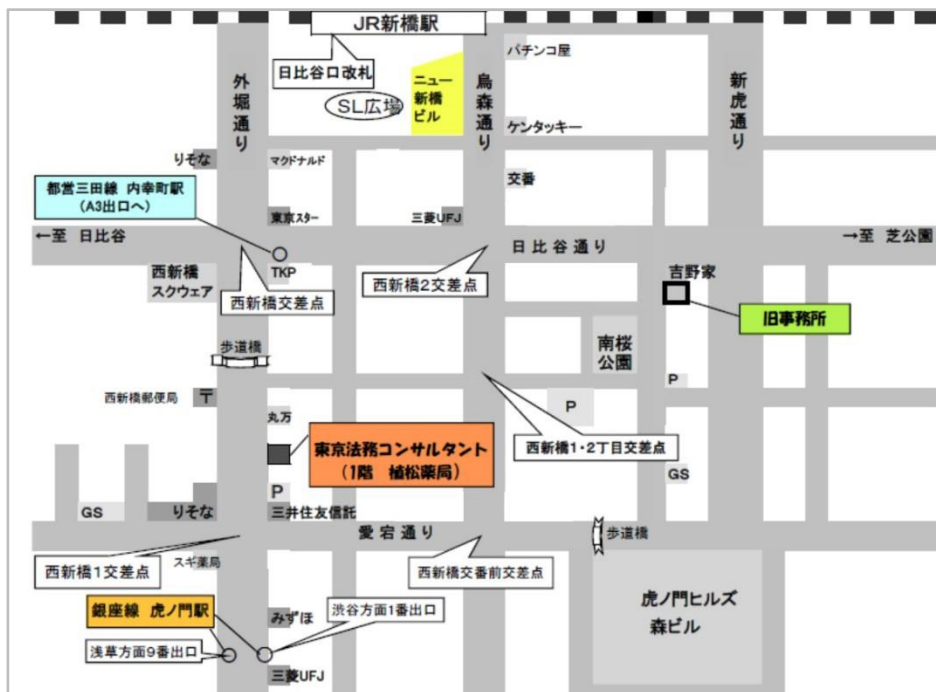 JR新橋駅
日比谷口改札
SL広場
ニュー
新橋
ビル
外堀通り
烏森通り
新虎通り
パチンコ屋
ケンタッキー
交番
りそな
マクドナルド
都営三田線 内幸町駅
(A3出口へ)
東京スター
三菱UFJ
←至 日比谷
日比谷通り
→至 芝公園
西新橋
スクウェア
TKP
西新橋交差点
西新橋2交差点
吉野家
旧事務所
歩道橋
南桜
公園
P
西新橋郵便局
〒
丸万
P
東京法務コンサルタント
(1階 植松薬局)
西新橋1・2丁目交差点
GS
P
GS
りそな
三井住友信託
愛宕通り
歩道橋
西新橋1交差点
スギ薬局
西新橋交番前交差点
虎ノ門ヒルズ
森ビル
銀座線 虎ノ門駅
みずほ
渋谷方面1番出口
浅草方面9番出口
三菱UFJ